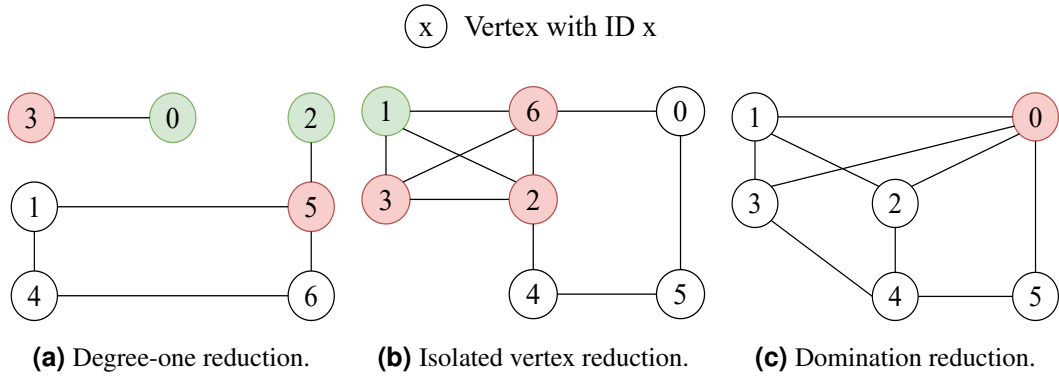 x Vertex with ID x
3 0 2
1 5
4 6
1 6 0
3 2
4 5
1 0
3 2
4 5
(a) Degree-one reduction.
(b) Isolated vertex reduction.
(c) Domination reduction.